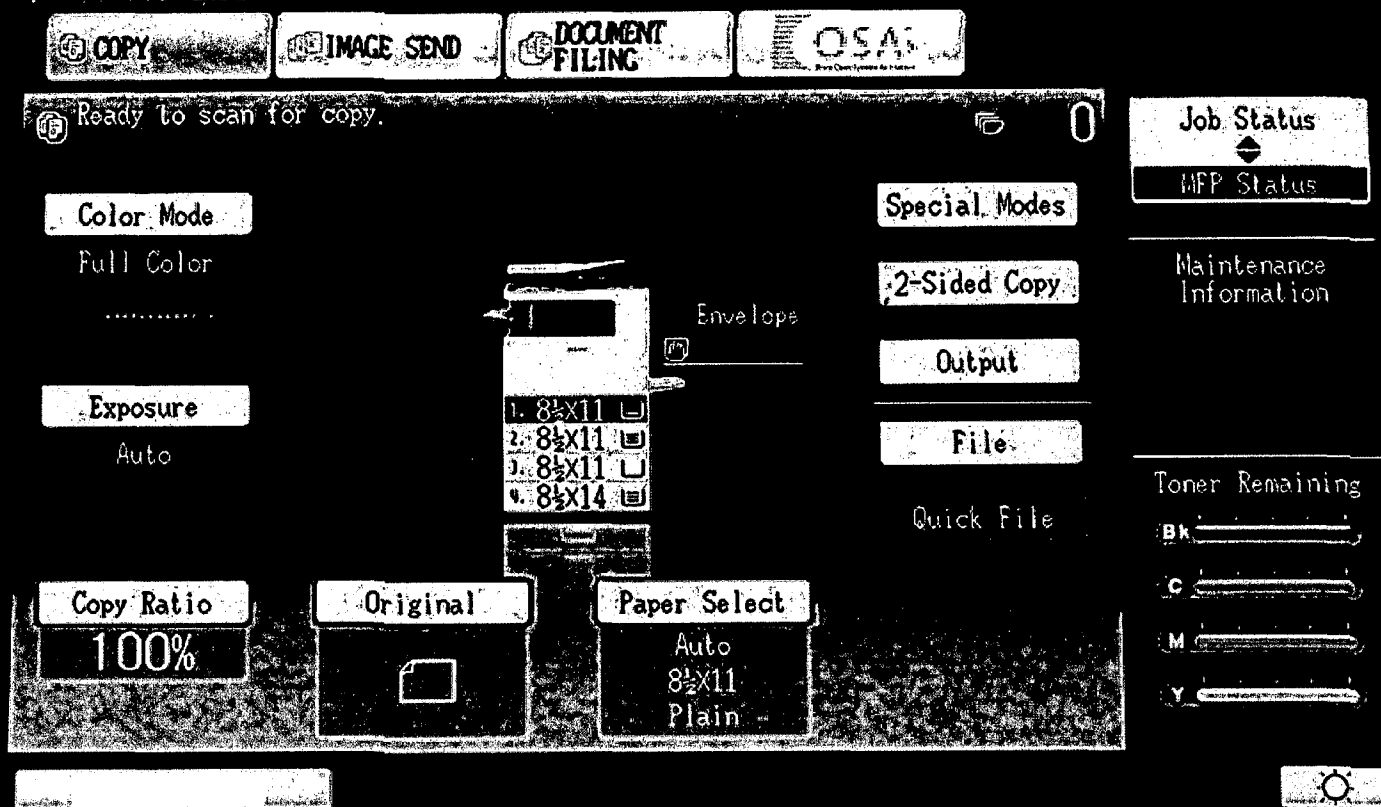 COPY
IMAGE SEND
DOCUMENT
FILING
OSA
Ready to scan for copy.
0
Job Status
MFP Status
Color Mode
Full Color
Special Modes
Maintenance
Information
2-Sided Copy
Envelope
Output
Exposure
Auto
1. 8½X11
2. 8½X11
3. 8½X11
4. 8½X14
File
Quick File
Toner Remaining
Bk
C
M
Y
Copy Ratio
100%
Original
Paper Select
Auto
8½X11
Plain